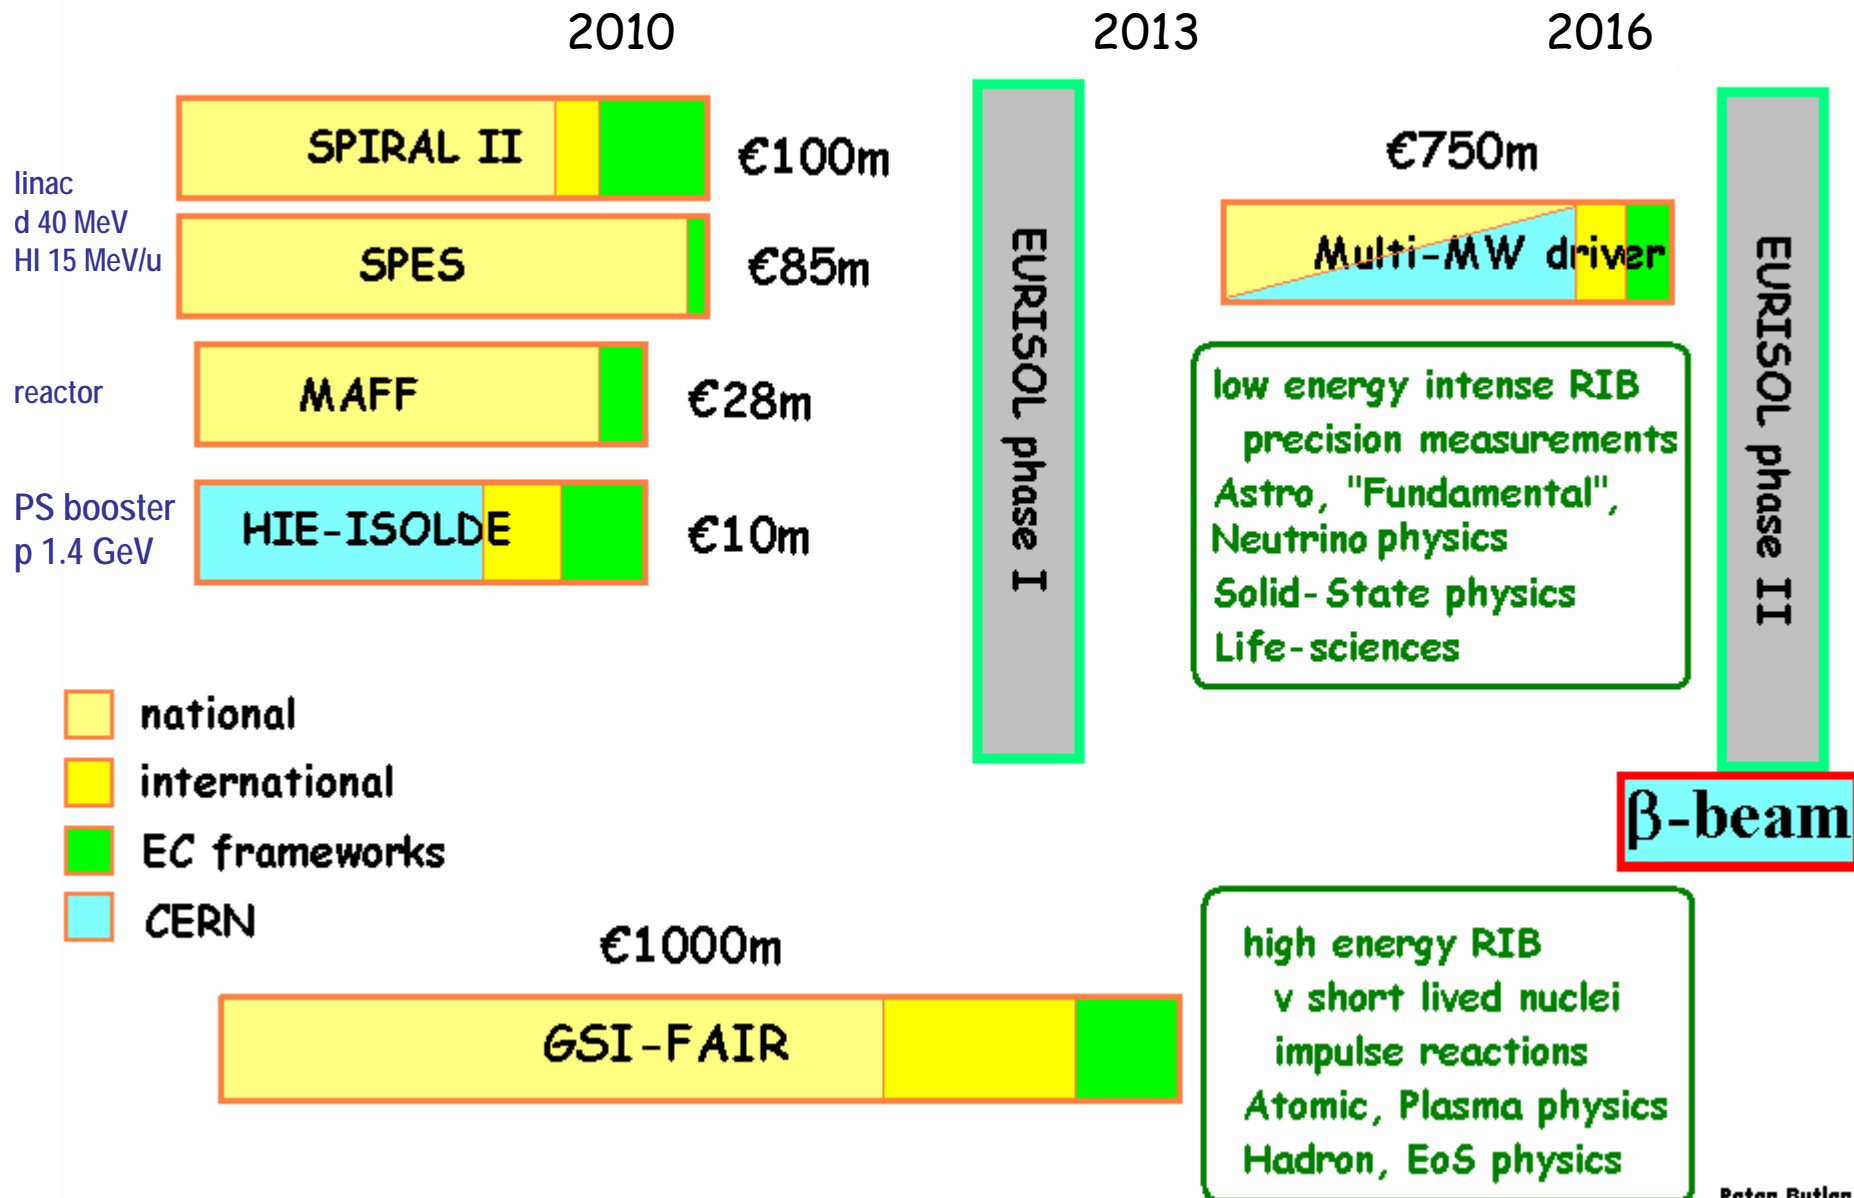 2010 2013 2016
SPIRAL II €100m
linac
d 40 MeV
HI 15 MeV/u
SPES €85m
reactor
MAFF €28m
PS booster
p 1.4 GeV
HIE-ISOLDE €10m
EURISOL phase I
€750m
Multi-MW driver
low energy intense RIB
precision measurements
Astro, "Fundamental",
Neutrino physics
Solid-State physics
Life-sciences
EURISOL phase II
β-beam
national
international
EC frameworks
CERN
€1000m
GSI-FAIR
high energy RIB
v short lived nuclei
impulse reactions
Atomic, Plasma physics
Hadron, EoS physics